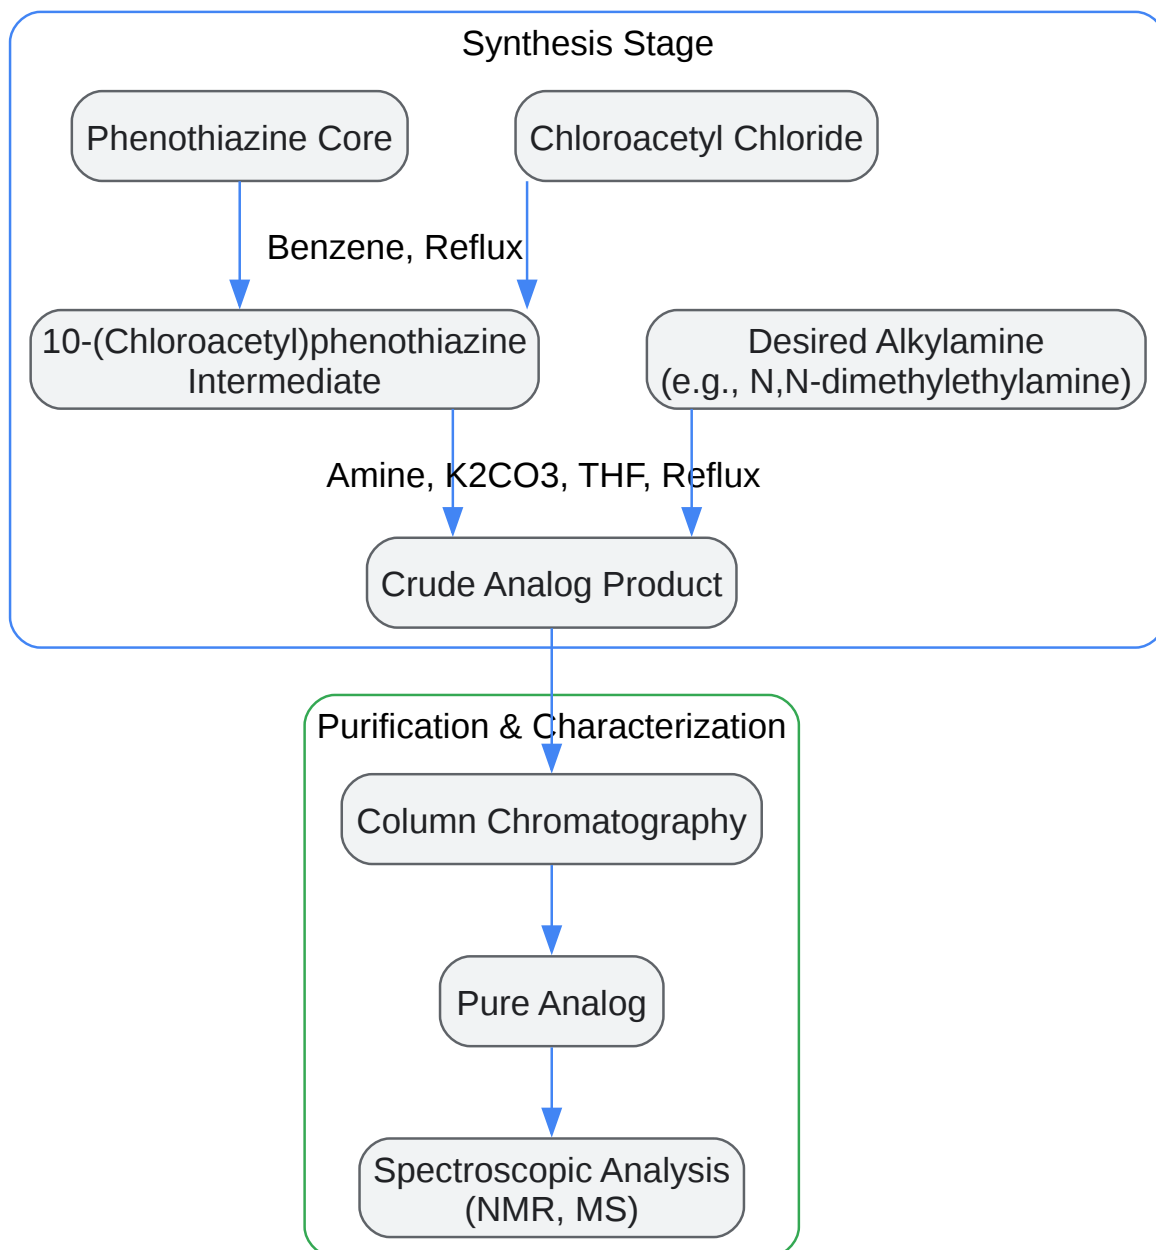 Synthesis Stage
Phenothiazine Core
Chloroacetyl Chloride
Benzene, Reflux
10-(Chloroacetyl)phenothiazine
Intermediate
Desired Alkylamine
(e.g., N,N-dimethylethylamine)
Amine, K2CO3, THF, Reflux
Crude Analog Product
Purification & Characterization
Column Chromatography
Pure Analog
Spectroscopic Analysis
(NMR, MS)